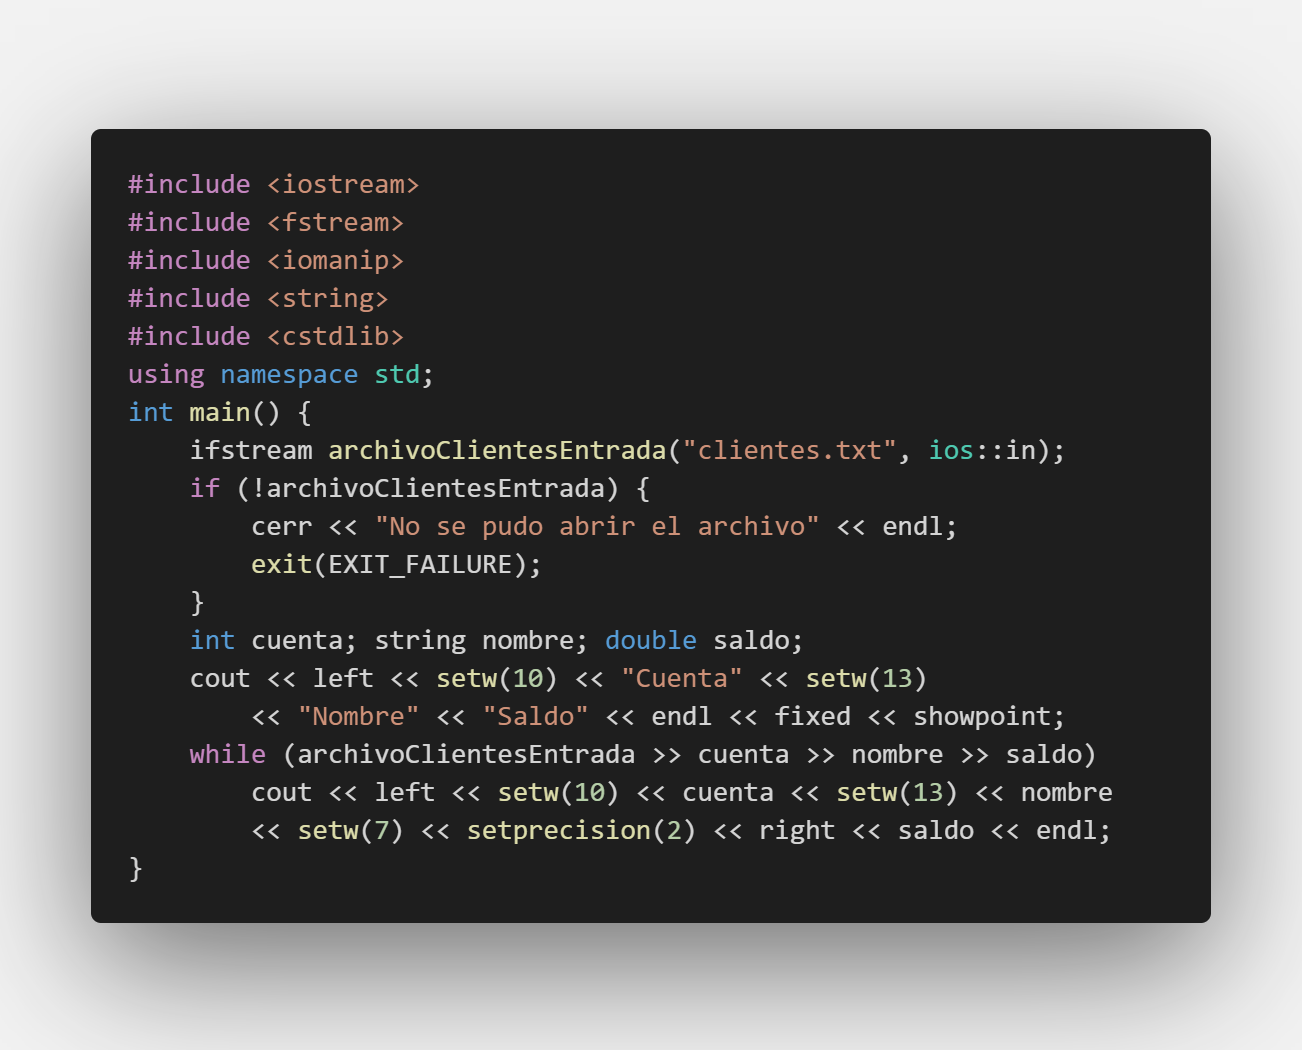 #include <iostream>
#include <fstream>
#include <iomanip>
#include <string>
#include <cstdlib>
using namespace std;
int main() {
    ifstream archivoClientesEntrada("clientes.txt", ios::in);
    if (!archivoClientesEntrada) {
        cerr << "No se pudo abrir el archivo" << endl;
        exit(EXIT_FAILURE);
    }
    int cuenta; string nombre; double saldo;
    cout << left << setw(10) << "Cuenta" << setw(13)
        << "Nombre" << "Saldo" << endl << fixed << showpoint;
    while (archivoClientesEntrada >> cuenta >> nombre >> saldo)
        cout << left << setw(10) << cuenta << setw(13) << nombre
        << setw(7) << setprecision(2) << right << saldo << endl;
}